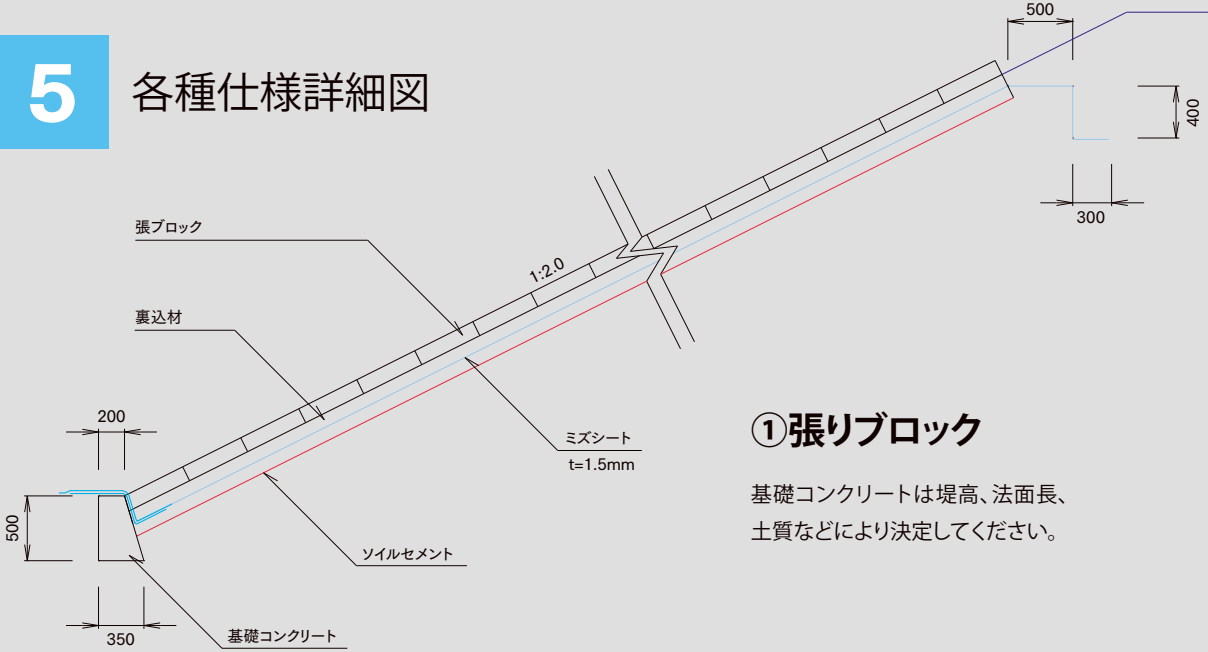 5
各種仕様詳細図
500
400
300
張ブロック
1:2.0
裏込材
200
ミズシート
t=1.5mm
500
ソイルセメント
350
基礎コンクリート
①張りブロック
基礎コンクリートは堤高、法面長、
土質などにより決定してください。